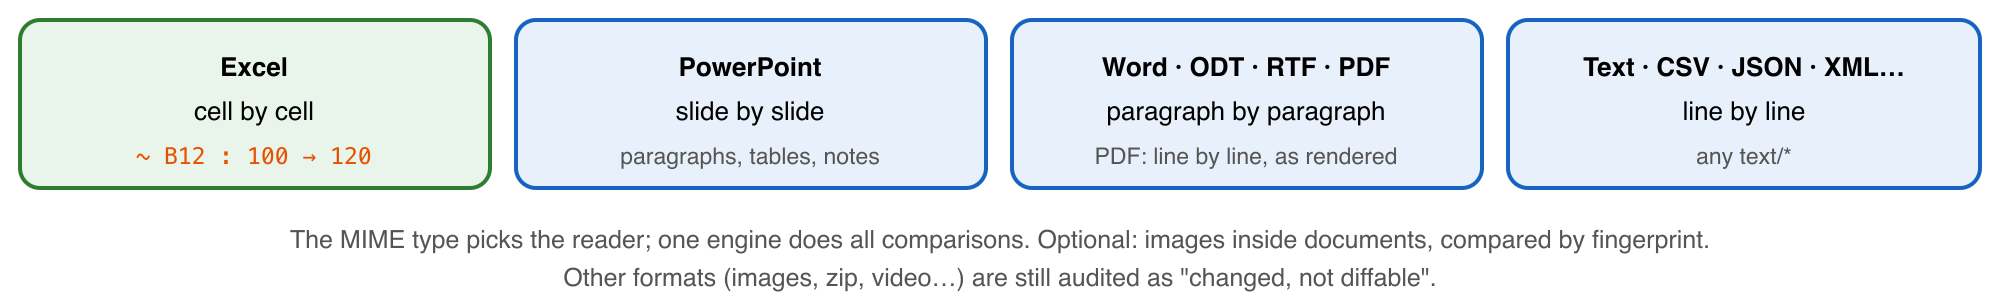 Excel
cell by cell
~ B12 : 100 → 120
PowerPoint
slide by slide
paragraphs, tables, notes
Word · ODT · RTF · PDF
paragraph by paragraph
PDF: line by line, as rendered
Text · CSV · JSON · XML…
line by line
any text/*
The MIME type picks the reader; one engine does all comparisons. Optional: images inside documents, compared by fingerprint.
Other formats (images, zip, video…) are still audited as "changed, not diffable".